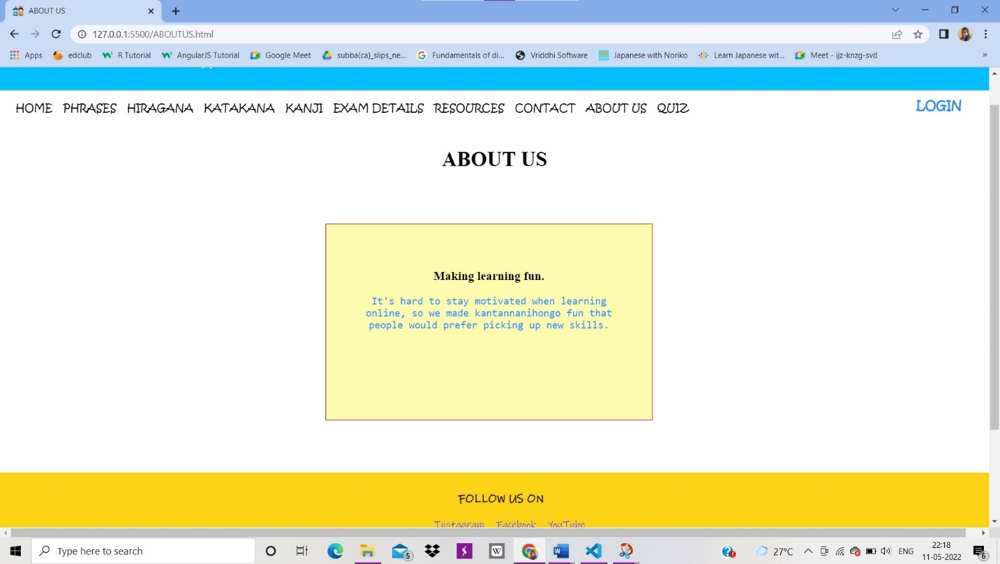 ABOUT US
127.0.0.1:5500/ABOUTUS.html
Apps edclub R Tutorial AngularJS Tutorial Google Meet subba(ca)_slips_ne... Fundamentals of di... Vriddhi Software Japanese with Noriko Learn Japanese wit... Meet - ijz-knzg-svd »
HOME PHRASES HIRAGANA KATAKANA KANJI EXAM DETAILS RESOURCES CONTACT ABOUT US QUIZ LOGIN
ABOUT US
Making learning fun.
It's hard to stay motivated when learning
online, so we made kantannanihongo fun that
people would prefer picking up new skills.
FOLLOW US ON
Instagram Facebook YouTube
Type here to search 5 W W 27°C ENG 22:18
11-05-2022 6